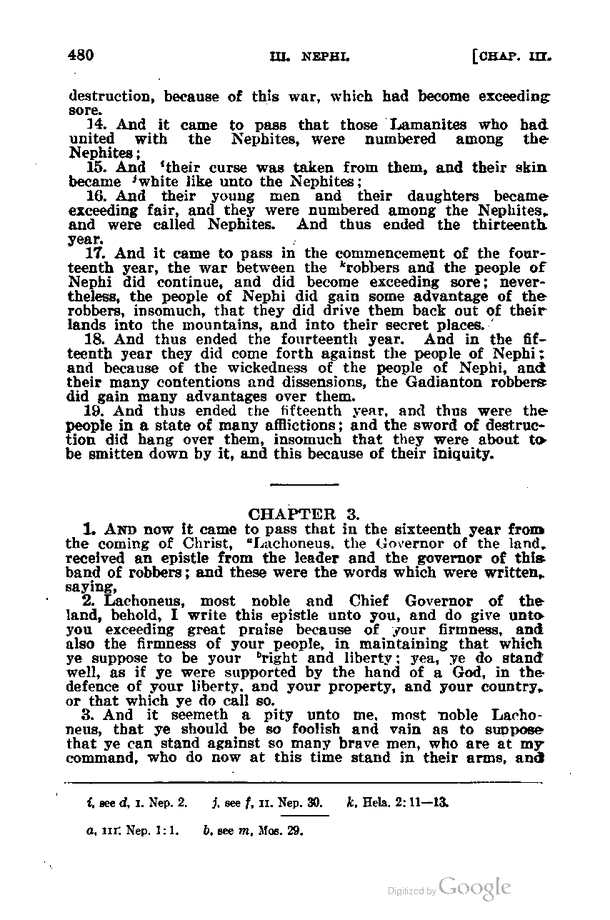 480 III. NEPHI. [CHAP. III.
destruction, because of this war, which had become exceeding
sore.
14. And it came to pass that those Lamanites who had
united with the Nephites, were numbered among the
Nephites;
15. And ⁱtheir curse was taken from them, and their skin
became ʲwhite like unto the Nephites;
16. And their young men and their daughters became
exceeding fair, and they were numbered among the Nephites,
and were called Nephites. And thus ended the thirteenth
year.
17. And it came to pass in the commencement of the four-
teenth year, the war between the ᵏrobbers and the people of
Nephi did continue, and did become exceeding sore; never-
theless, the people of Nephi did gain some advantage of the
robbers, insomuch, that they did drive them back out of their
lands into the mountains, and into their secret places.
18. And thus ended the fourteenth year. And in the fif-
teenth year they did come forth against the people of Nephi;
and because of the wickedness of the people of Nephi, and
their many contentions and dissensions, the Gadianton robbers
did gain many advantages over them.
19. And thus ended the fifteenth year, and thus were the
people in a state of many afflictions; and the sword of destruc-
tion did hang over them, insomuch that they were about to
be smitten down by it, and this because of their iniquity.
CHAPTER 3.
1. AND now it came to pass that in the sixteenth year from
the coming of Christ, ᵃLachoneus, the Governor of the land,
received an epistle from the leader and the governor of this
band of robbers; and these were the words which were written,
saying,
2. Lachoneus, most noble and Chief Governor of the
land, behold, I write this epistle unto you, and do give unto
you exceeding great praise because of your firmness, and
also the firmness of your people, in maintaining that which
ye suppose to be your ᵇright and liberty; yea, ye do stand
well, as if ye were supported by the hand of a God, in the
defence of your liberty, and your property, and your country,
or that which ye do call so.
3. And it seemeth a pity unto me, most noble Lacho-
neus, that ye should be so foolish and vain as to suppose
that ye can stand against so many brave men, who are at my
command, who do now at this time stand in their arms, and
i, see d, I. Nep. 2. j, see f, II. Nep. 30. k, Hela. 2:11—13.
a, III. Nep. 1:1. b, see m, Mos. 29.
Digitized by Google